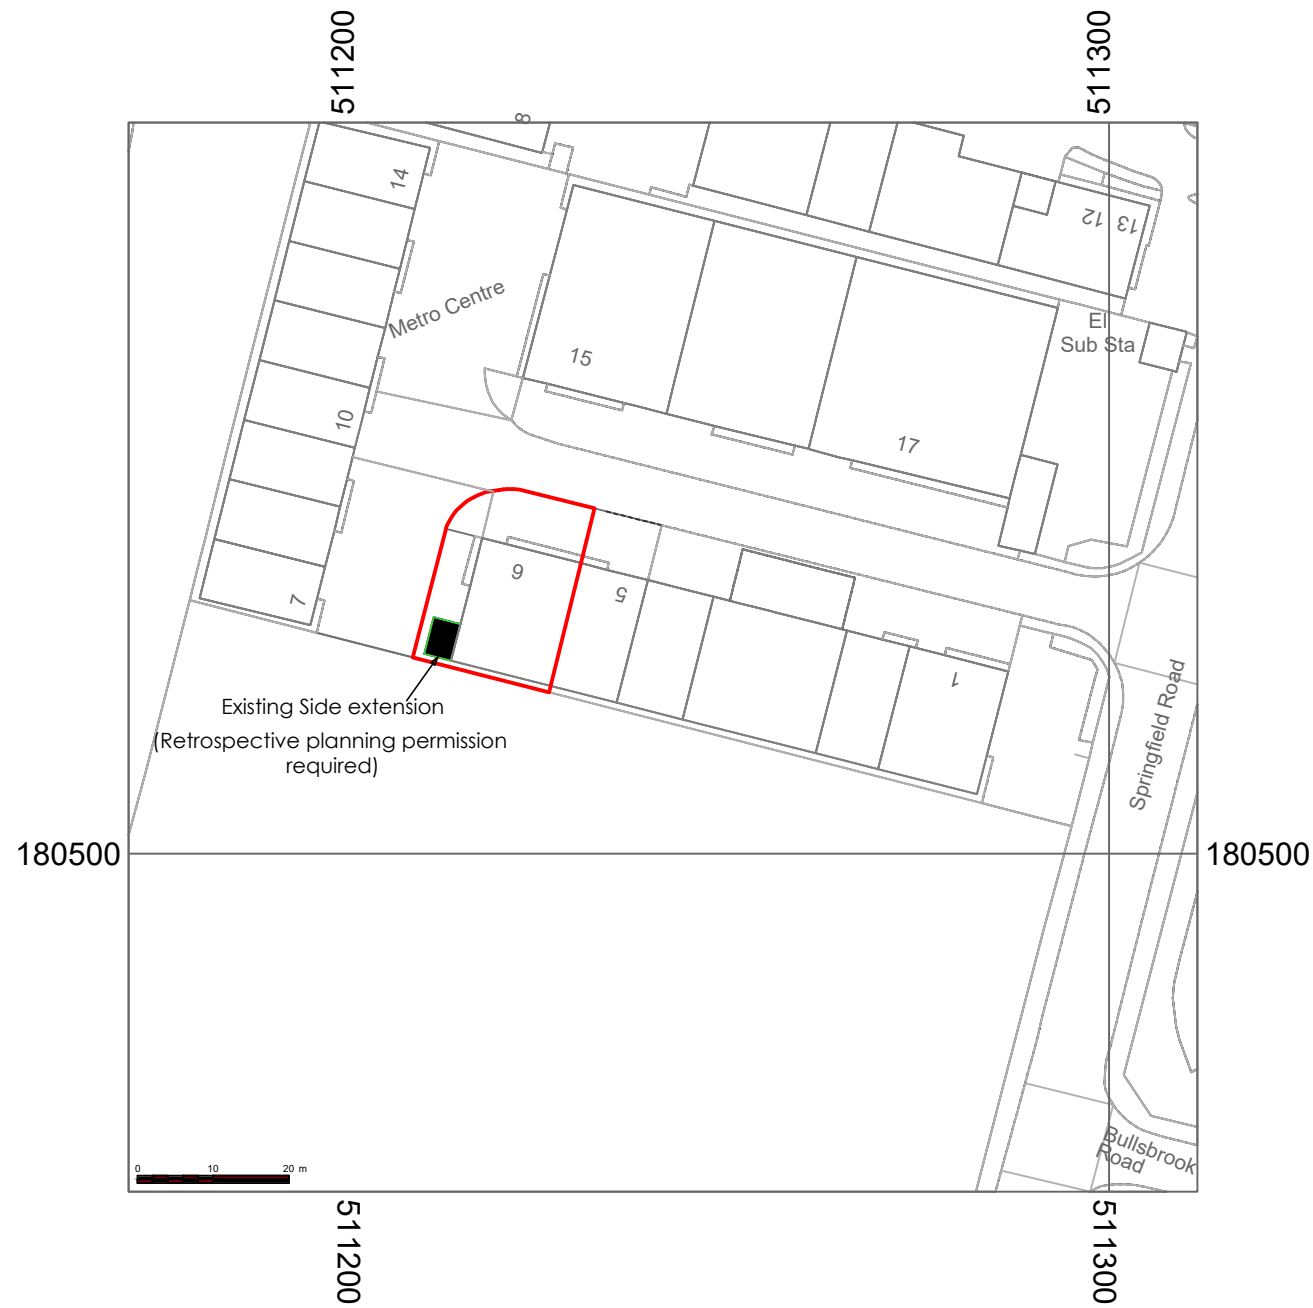 511200
511300
8
14
12
13
Metro Centre
El
Sub Sta
15
10
17
6
5
7
1
Existing Side extension
(Retrospective planning permission
required)
Springfield Road
180500
180500
Bullsbrook
Road
0 10 20 m
511200
511300